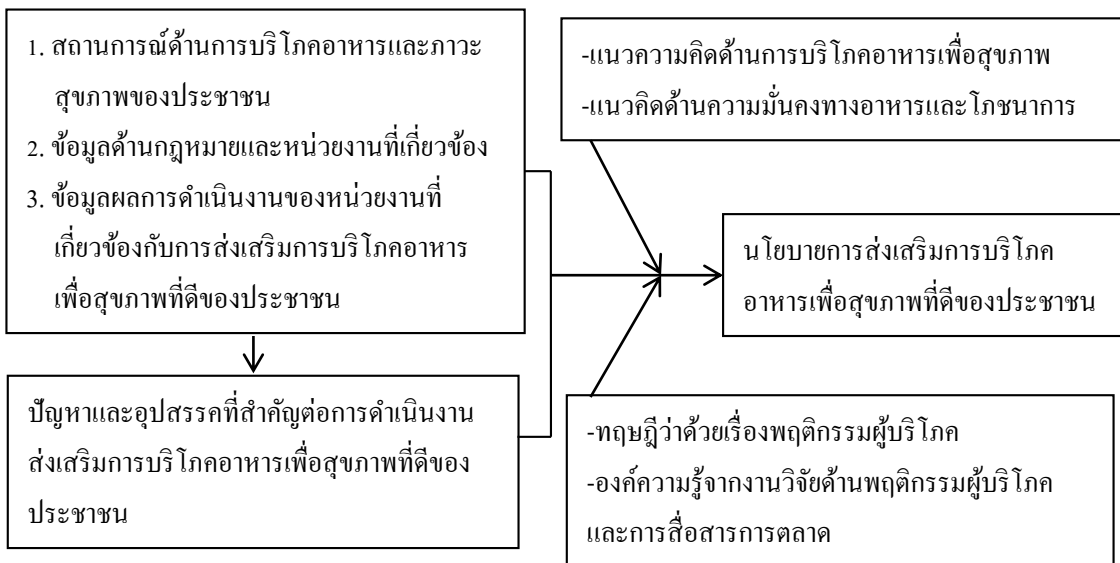 1. สถานการณ์ด้านการบริโภคอาหารและภาวะ
สุขภาพของประชาชน
2. ข้อมูลด้านกฎหมายและหน่วยงานที่เกี่ยวข้อง
3. ข้อมูลผลการดำเนินงานของหน่วยงานที่
เกี่ยวข้องกับการส่งเสริมการบริโภคอาหาร
เพื่อสุขภาพที่ดีของประชาชน
ปัญหาและอุปสรรคที่สำคัญต่อการดำเนินงาน
ส่งเสริมการบริโภคอาหารเพื่อสุขภาพที่ดีของ
ประชาชน
-แนวความคิดด้านการบริโภคอาหารเพื่อสุขภาพ
-แนวคิดด้านความมั่นคงทางอาหารและโภชนาการ
นโยบายการส่งเสริมการบริโภค
อาหารเพื่อสุขภาพที่ดีของประชาชน
-ทฤษฎีว่าด้วยเรื่องพฤติกรรมผู้บริโภค
-องค์ความรู้จากงานวิจัยด้านพฤติกรรมผู้บริโภค
และการสื่อสารการตลาด